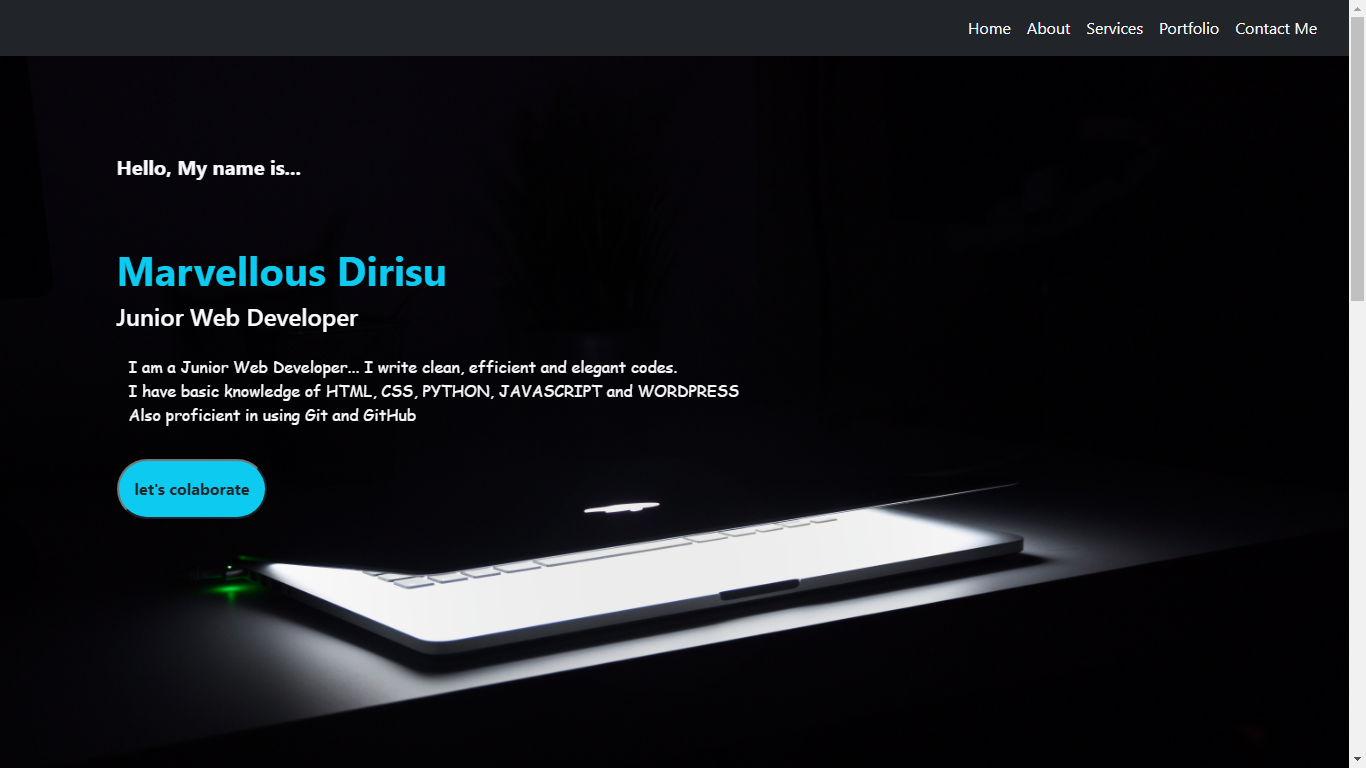 Home About Services Portfolio Contact Me
Hello, My name is...
Marvellous Dirisu
Junior Web Developer
I am a Junior Web Developer... I write clean, efficient and elegant codes.
I have basic knowledge of HTML, CSS, PYTHON, JAVASCRIPT and WORDPRESS
Also proficient in using Git and GitHub
let's colaborate